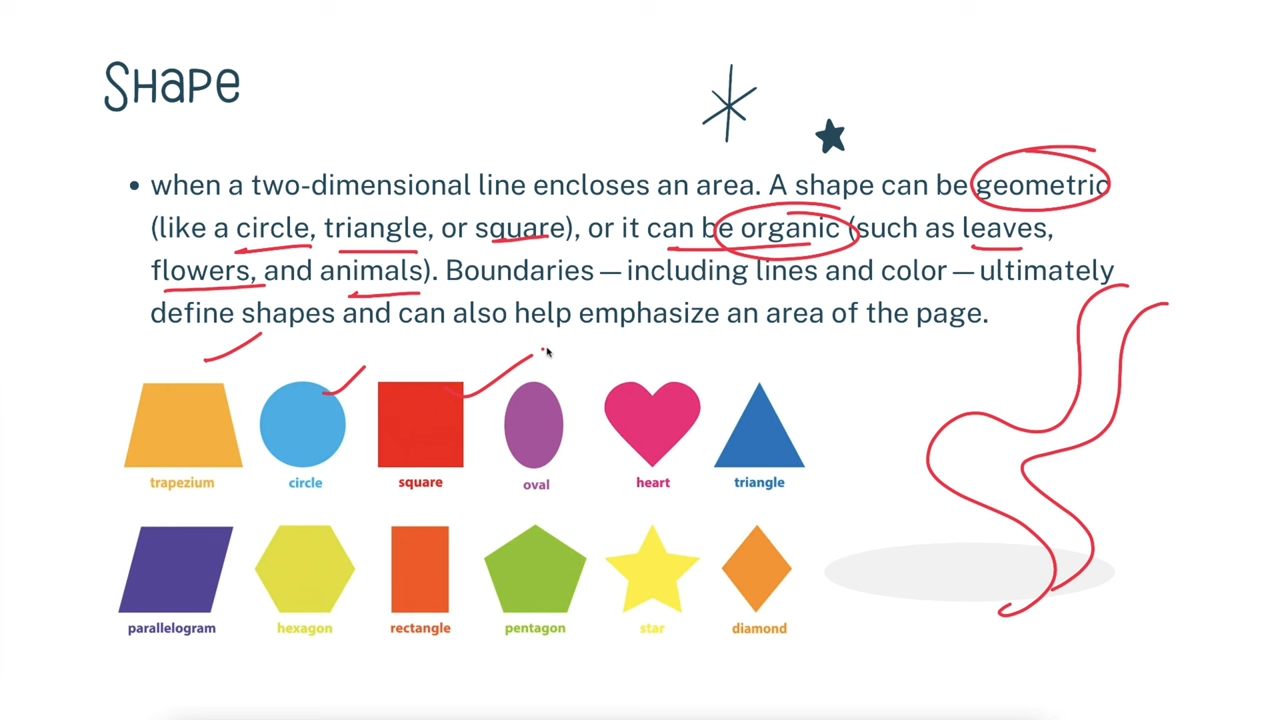 Shape
• when a two-dimensional line encloses an area. A shape can be geometric
(like a circle, triangle, or square), or it can be organic (such as leaves,
flowers, and animals). Boundaries—including lines and color—ultimately
define shapes and can also help emphasize an area of the page.
trapezium circle square oval heart triangle
parallelogram hexagon rectangle pentagon star diamond